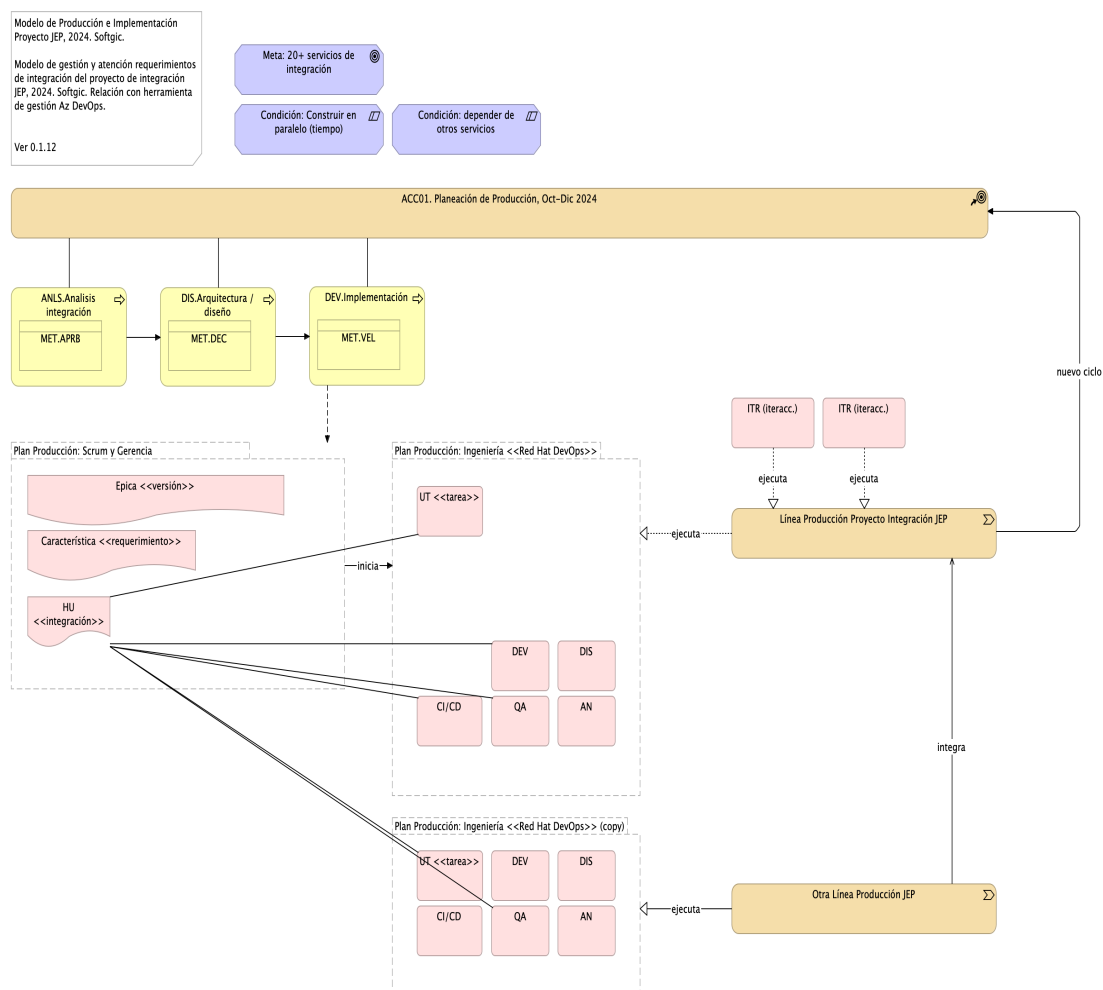 Modelo de Producción e Implementación
Proyecto JEP, 2024. Softgic.
Modelo de gestión y atención requerimientos
de integración del proyecto de integración
JEP, 2024. Softgic. Relación con herramienta
de gestión Az DevOps.
Ver 0.1.12
Meta: 20+ servicios de
integración
Condición: Construir en
paralelo (tiempo)
Condición: depender de
otros servicios
ACC01. Planeación de Producción, Oct-Dic 2024
ANLS.Analisis
integración
MET.APRB
DIS.Arquitectura /
diseño
MET.DEC
DEV.Implementación
MET.VEL
nuevo ciclo
ITR (iteracc.)
ITR (iteracc.)
ejecuta
ejecuta
Línea Producción Proyecto Integración JEP
Plan Producción: Scrum y Gerencia
Epica <<versión>>
Característica <<requerimiento>>
HU
<<integración>>
inicia
Plan Producción: Ingeniería <<Red Hat DevOps>>
UT <<tarea>>
ejecuta
DEV
DIS
CI/CD
QA
AN
integra
Plan Producción: Ingeniería <<Red Hat DevOps>> (copy)
UT <<tarea>>
DEV
DIS
CI/CD
QA
AN
ejecuta
Otra Línea Producción JEP